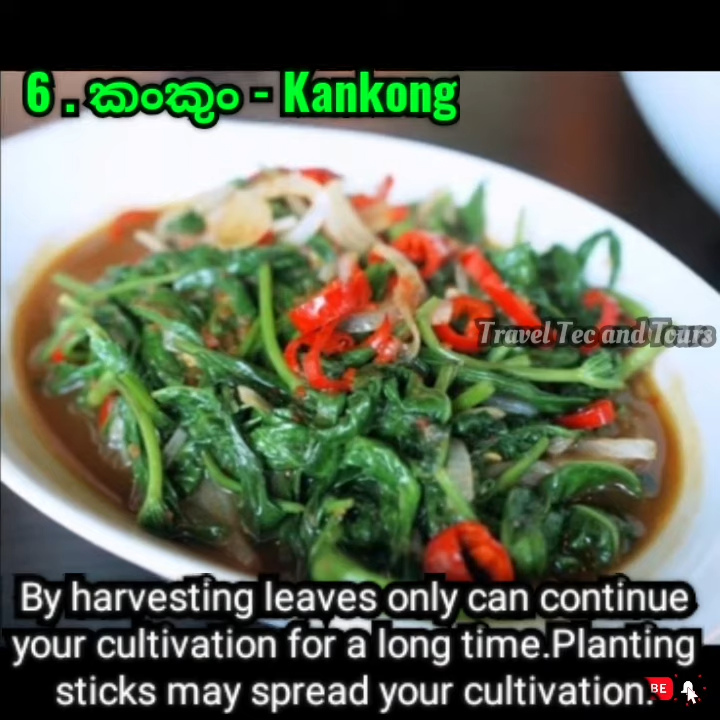 6 . කංකුං - Kankong
Travel Tec and Tours
By harvesting leaves only can continue
your cultivation for a long time.Planting
sticks may spread your cultivation.
BE